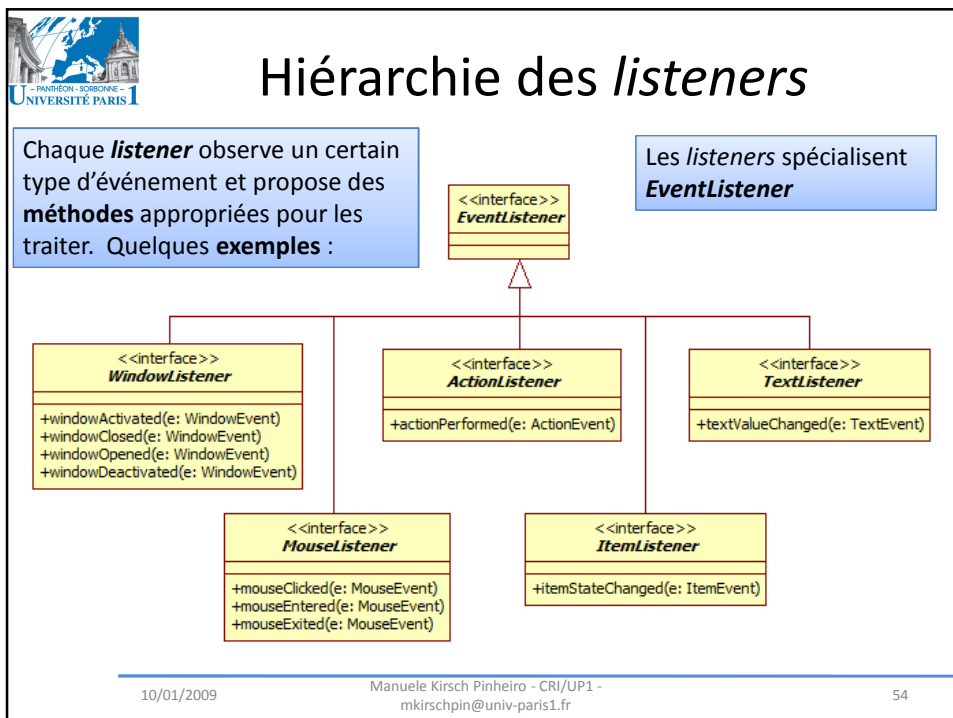 – PANTHÉON - SORBONNE –
UNIVERSITÉ PARIS 1
Hiérarchie des listeners
Chaque listener observe un certain
type d'événement et propose des
méthodes appropriées pour les
traiter. Quelques exemples :
Les listeners spécialisent
EventListener
<<interface>>
EventListener
<<interface>>
WindowListener
+windowActivated(e: WindowEvent)
+windowClosed(e: WindowEvent)
+windowOpened(e: WindowEvent)
+windowDeactivated(e: WindowEvent)
<<interface>>
ActionListener
+actionPerformed(e: ActionEvent)
<<interface>>
TextListener
+textValueChanged(e: TextEvent)
<<interface>>
MouseListener
+mouseClicked(e: MouseEvent)
+mouseEntered(e: MouseEvent)
+mouseExited(e: MouseEvent)
<<interface>>
ItemListener
+itemStateChanged(e: ItemEvent)
10/01/2009
Manuele Kirsch Pinheiro - CRI/UP1 -
mkirschpin@univ-paris1.fr
54